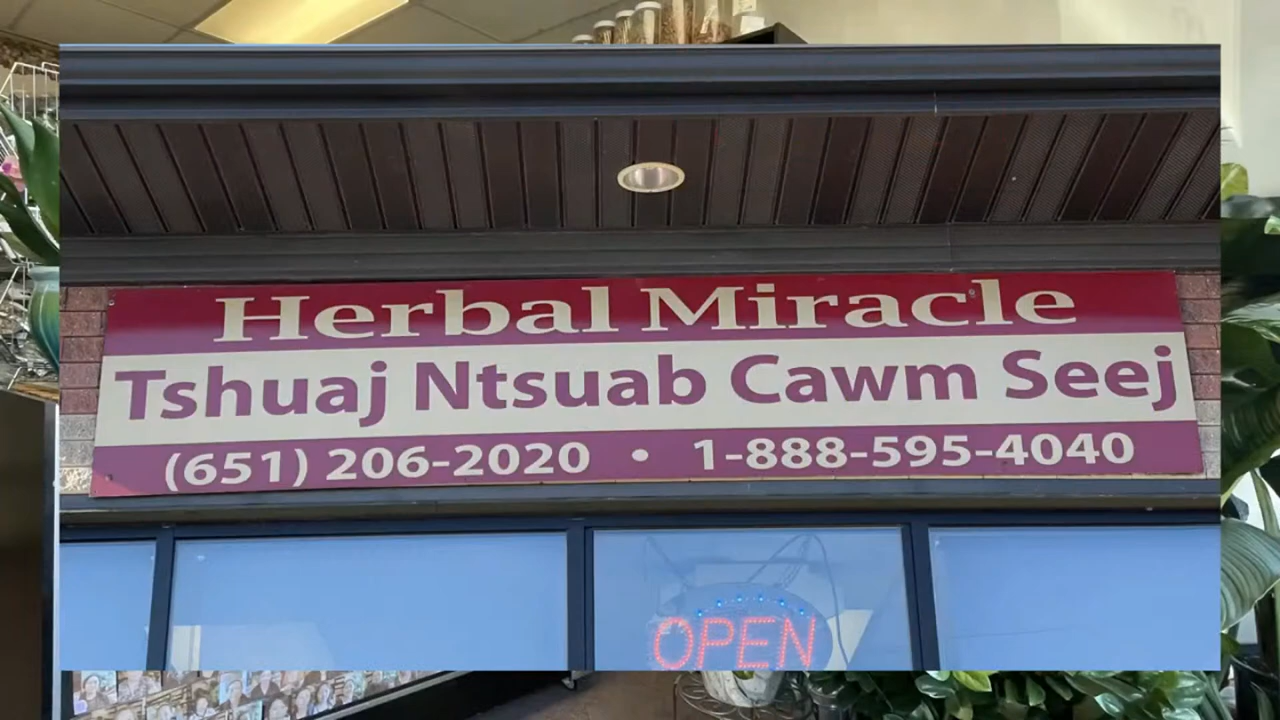 Herbal Miracle
Tshuaj Ntsuab Cawm Seej
(651) 206-2020 • 1-888-595-4040
OPEN